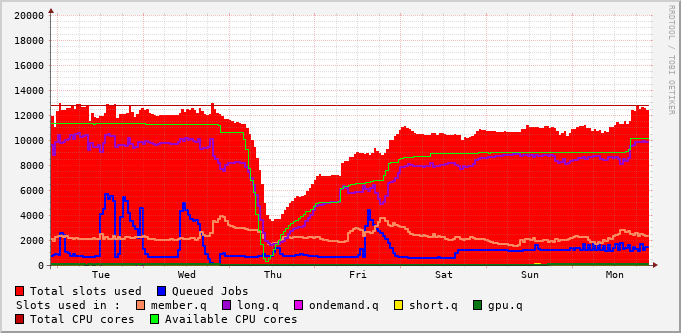 20000
18000
16000
14000
12000
10000
8000
6000
4000
2000
0
Tue Wed Thu Fri Sat Sun Mon
Total slots used Queued Jobs
Slots used in : member.q long.q ondemand.q short.q gpu.q
Total CPU cores Available CPU cores
RRDTOOL / TOBI OETIKER